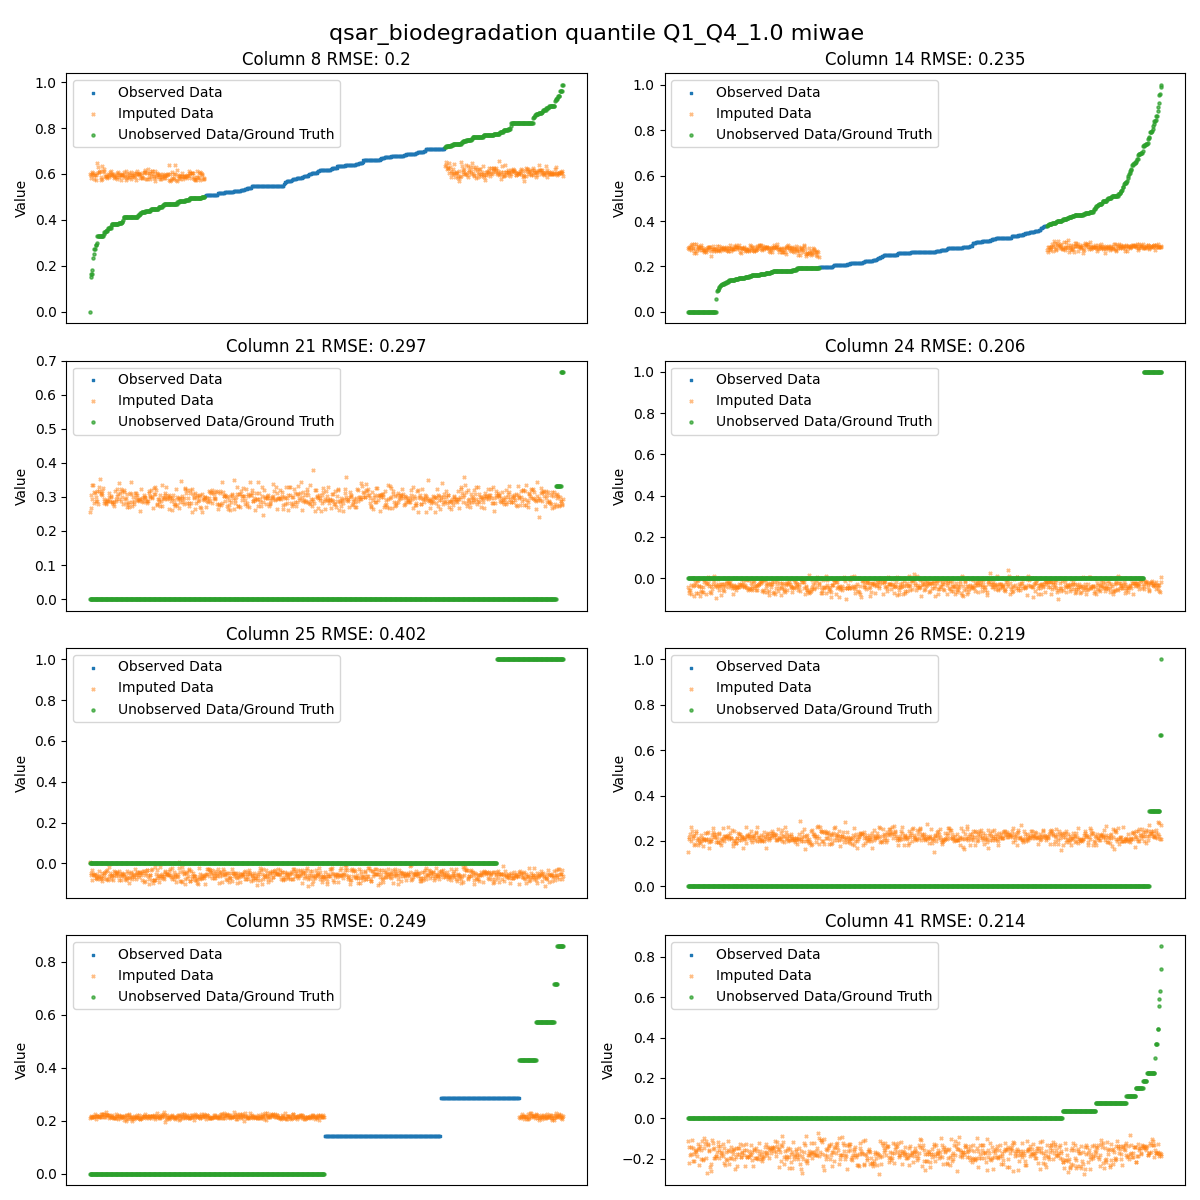 qsar_biodegradation quantile Q1_Q4_1.0 miwae
Column 8 RMSE: 0.2
1.0
0.8
0.6
0.4
0.2
0.0
Value
Observed Data
Imputed Data
Unobserved Data/Ground Truth
Column 14 RMSE: 0.235
1.0
0.8
0.6
0.4
0.2
0.0
Value
Observed Data
Imputed Data
Unobserved Data/Ground Truth
Column 21 RMSE: 0.297
0.7
0.6
0.5
0.4
0.3
0.2
0.1
0.0
Value
Observed Data
Imputed Data
Unobserved Data/Ground Truth
Column 24 RMSE: 0.206
1.0
0.8
0.6
0.4
0.2
0.0
Value
Observed Data
Imputed Data
Unobserved Data/Ground Truth
Column 25 RMSE: 0.402
1.0
0.8
0.6
0.4
0.2
0.0
Value
Observed Data
Imputed Data
Unobserved Data/Ground Truth
Column 26 RMSE: 0.219
1.0
0.8
0.6
0.4
0.2
0.0
Value
Observed Data
Imputed Data
Unobserved Data/Ground Truth
Column 35 RMSE: 0.249
0.8
0.6
0.4
0.2
0.0
Value
Observed Data
Imputed Data
Unobserved Data/Ground Truth
Column 41 RMSE: 0.214
0.8
0.6
0.4
0.2
0.0
−0.2
Value
Observed Data
Imputed Data
Unobserved Data/Ground Truth